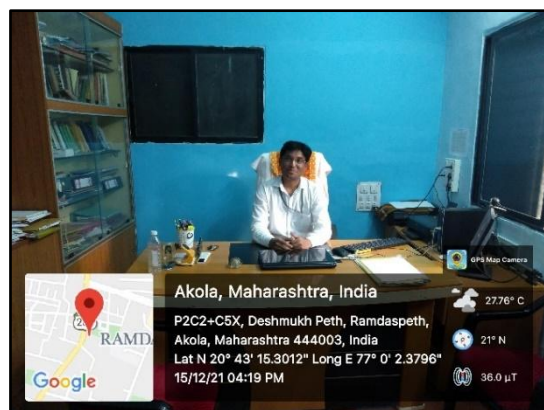 GPS Map Camera
Akola, Maharashtra, India
P2C2+C5X, Deshmukh Peth, Ramdaspeth,
Akola, Maharashtra 444003, India
Lat N 20° 43' 15.3012" Long E 77° 0' 2.3796"
15/12/21 04:19 PM
27.76° C
21° N
36.0 µT
RAMDA
Google